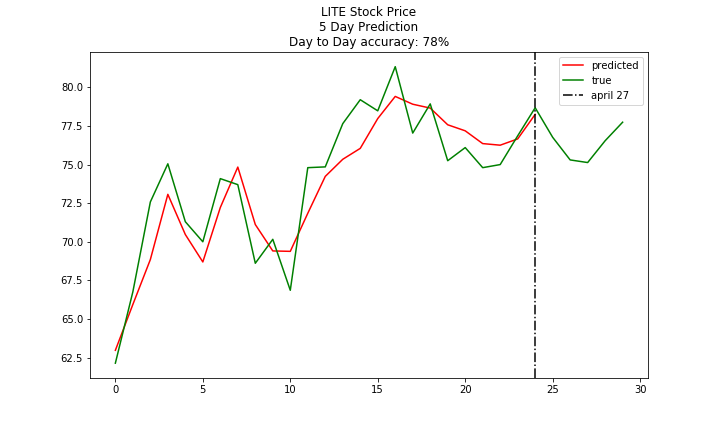 LITE Stock Price
5 Day Prediction
Day to Day accuracy: 78%
predicted
true
april 27
80.0
77.5
75.0
72.5
70.0
67.5
65.0
62.5
0 5 10 15 20 25 30